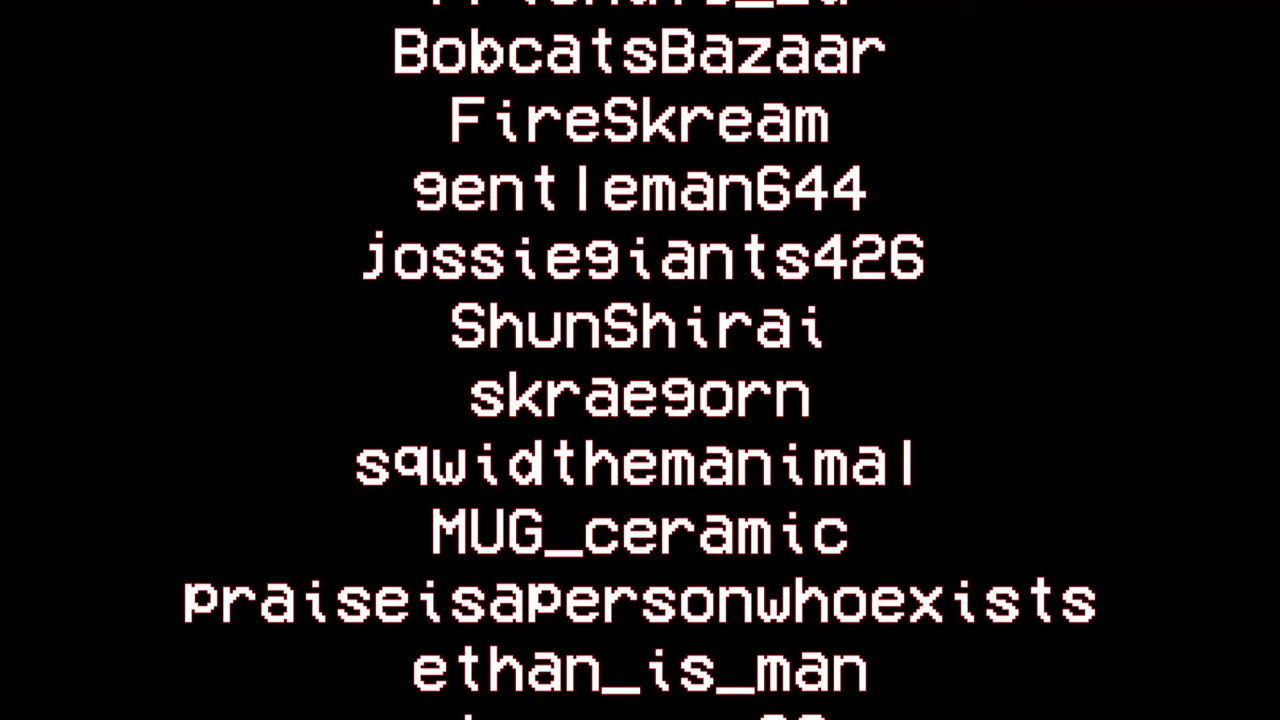 BobcatsBazaar
FireSkream
gentleman644
jossiegiants426
ShunShirai
skraegorn
sqwidthemanimal
MUG_ceramic
praiseisapersonwhoexists
ethan_is_man